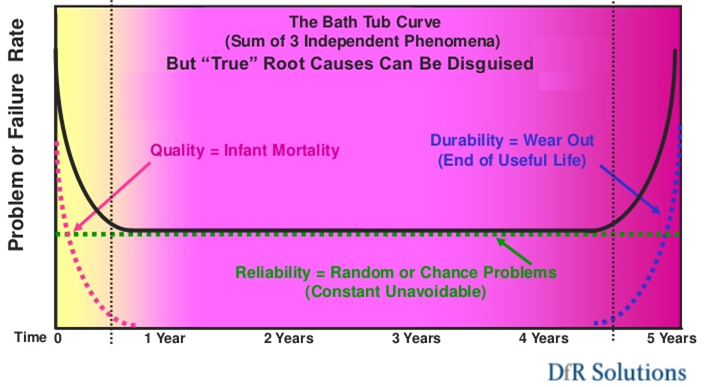 The Bath Tub Curve
(Sum of 3 Independent Phenomena)
But “True” Root Causes Can Be Disguised
Problem or Failure Rate
Quality = Infant Mortality
Durability = Wear Out
(End of Useful Life)
Reliability = Random or Chance Problems
(Constant Unavoidable)
Time 0 1 Year 2 Years 3 Years 4 Years 5 Years
DfR Solutions